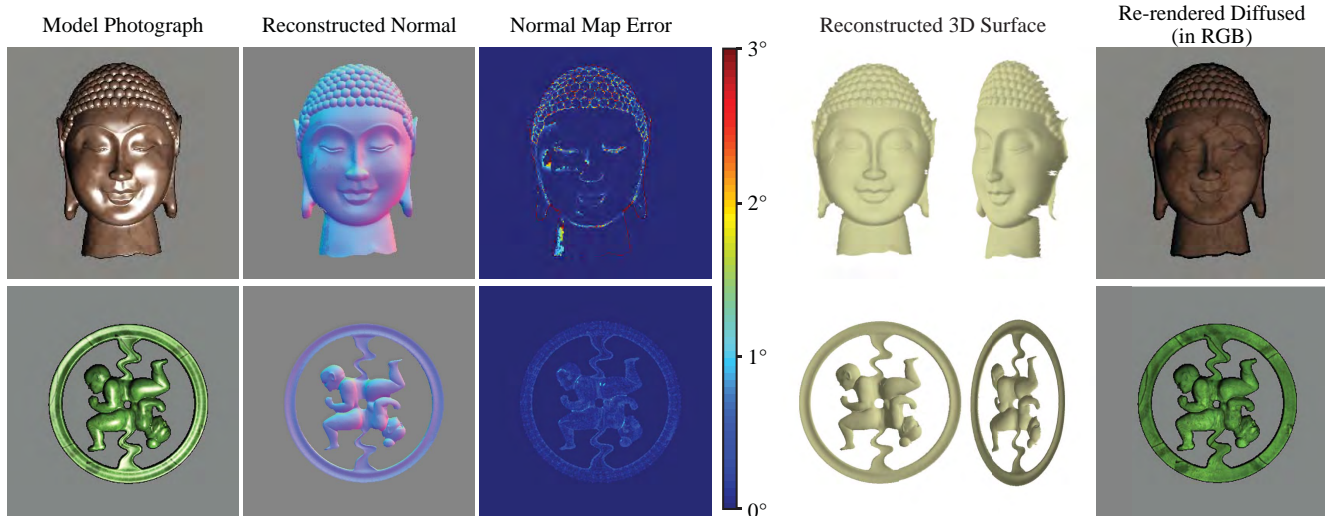 Model Photograph
Reconstructed Normal
Normal Map Error
Reconstructed 3D Surface
Re-rendered Diffused
(in RGB)
3°
2°
1°
0°